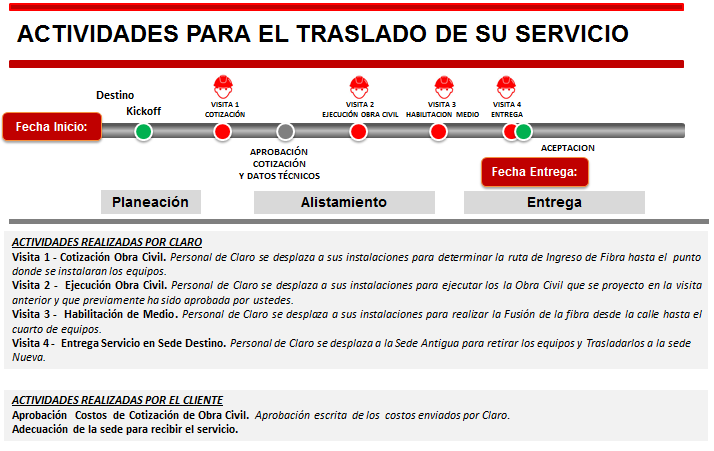 ACTIVIDADES PARA EL TRASLADO DE SU SERVICIO
Destino
Kickoff
VISITA 1
COTIZACIÓN
VISITA 2
EJECUCIÓN OBRA CIVIL
VISITA 3
HABILITACION MEDIO
VISITA 4
ENTREGA
Fecha Inicio:
APROBACIÓN
COTIZACIÓN
Y DATOS TÉCNICOS
ACEPTACION
Fecha Entrega:
Planeación
Alistamiento
Entrega
ACTIVIDADES REALIZADAS POR CLARO
Visita 1 - Cotización Obra Civil. Personal de Claro se desplaza a sus instalaciones para determinar la ruta de Ingreso de Fibra hasta el punto
donde se instalaran los equipos.
Visita 2 - Ejecución Obra Civil. Personal de Claro se desplaza a sus instalaciones para ejecutar los la Obra Civil que se proyecto en la visita
anterior y que previamente ha sido aprobada por ustedes.
Visita 3 - Habilitación de Medio. Personal de Claro se desplaza a sus instalaciones para realizar la Fusión de la fibra desde la calle hasta el
cuarto de equipos.
Visita 4 - Entrega Servicio en Sede Destino. Personal de Claro se desplaza a la Sede Antigua para retirar los equipos y Trasladarlos a la sede
Nueva.
ACTIVIDADES REALIZADAS POR EL CLIENTE
Aprobación Costos de Cotización de Obra Civil. Aprobación escrita de los costos enviados por Claro.
Adecuación de la sede para recibir el servicio.